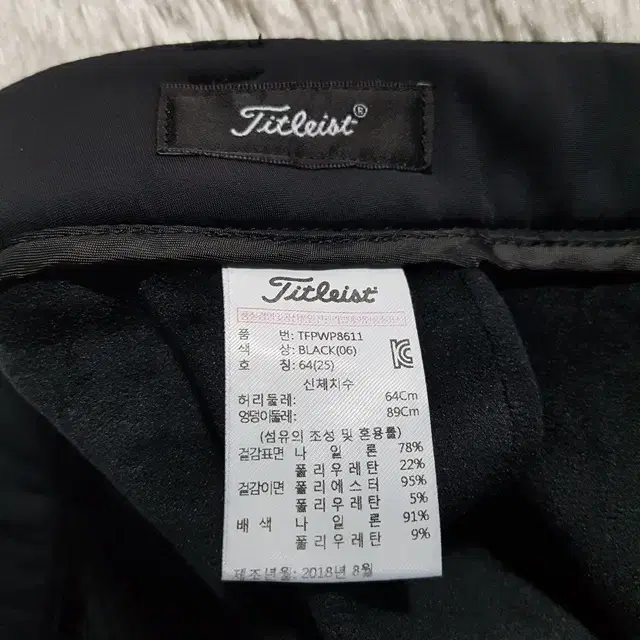 Titleist®
Titleist
품 번: TFPWP8611
색 상: BLACK(06)
호 칭: 64(25)
신체치수
허리둘레: 64Cm
엉덩이둘레: 89Cm
(섬유의 조성 및 혼용률)
겉감표면 나 일 론 78%
폴 리 우 레 탄 22%
겉감이면 폴 리 에 스 터 95%
폴 리 우 레 탄 5%
배 색 나 일 론 91%
폴 리 우 레 탄 9%
제조년월: 2018년 8월